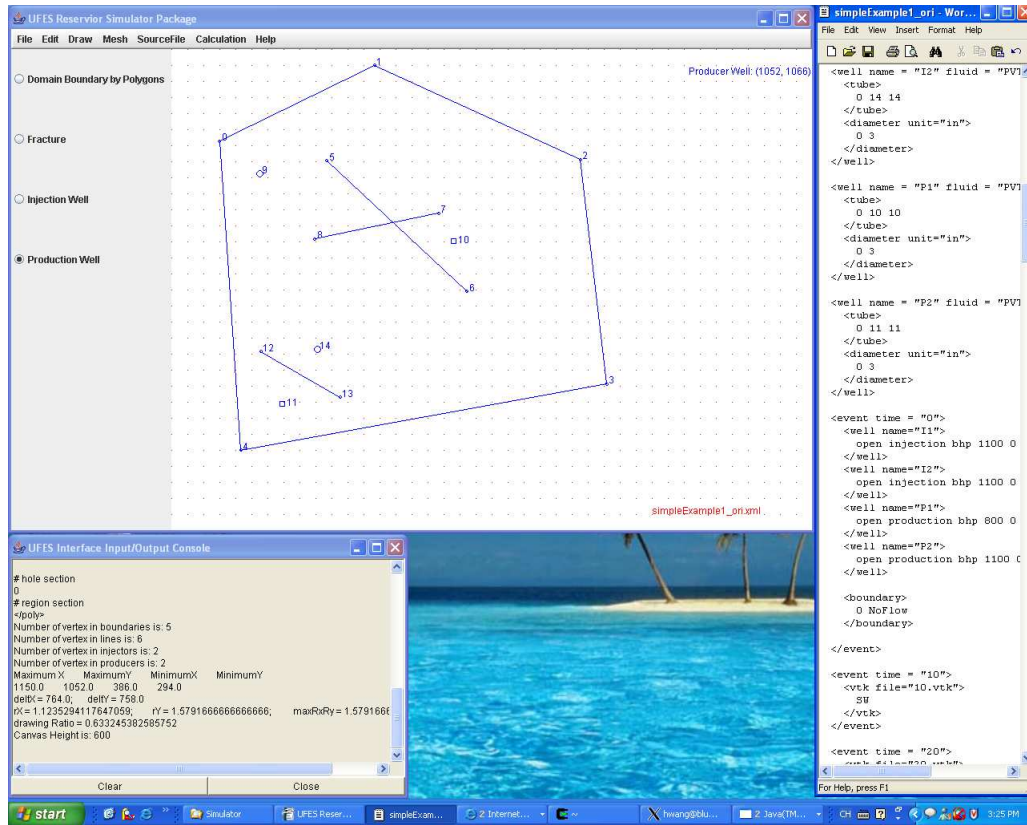 UFES Reservior Simulator Package
File Edit Draw Mesh SourceFile Calculation Help
Domain Boundary by Polygons
Fracture
Injection Well
Production Well
Producer Well: (1052, 1066)
1
0
2
5
9
7
8
10
6
12
14
13
3
11
4
simpleExample1_ori.xml
UFES Interface Input/Output Console
# hole section
0
# region section
</poly>
Number of vertex in boundaries is: 5
Number of vertex in lines is: 6
Number of vertex in injectors is: 2
Number of vertex in producers is: 2
Maximum X MaximumY MinimumX MinimumY
1150.0 1052.0 386.0 294.0
deltX = 764.0; deltY = 758.0
rX = 1.1235294117647059; rY = 1.5791666666666666; maxRxRy = 1.5791666
drawing Ratio = 0.633245382585752
Canvas Height is: 600
Clear Close
simpleExample1_ori - Wor...
File Edit View Insert Format Help
<well name = "I2" fluid = "PVT
<tube>
0 14 14
</tube>
<diameter unit="in">
0 3
</diameter>
</well>
<well name = "P1" fluid = "PVT
<tube>
0 10 10
</tube>
<diameter unit="in">
0 3
</diameter>
</well>
<well name = "P2" fluid = "PVT
<tube>
0 11 11
</tube>
<diameter unit="in">
0 3
</diameter>
</well>
<event time = "0">
<well name="I1">
open injection bhp 1100 0
</well>
<well name="I2">
open injection bhp 1100 0
</well>
<well name="P1">
open production bhp 800 0
</well>
<well name="P2">
open production bhp 1100 0
</well>
<boundary>
0 NoFlow
</boundary>
</event>
<event time = "10">
<vtk file="10.vtk">
SW
</vtk>
</event>
<event time = "20">
For Help, press F1
start Simulator UFES Reser... simpleExam... 2 Internet... ~ hwang@blu... 2 Java(TM... CH 3:25 PM